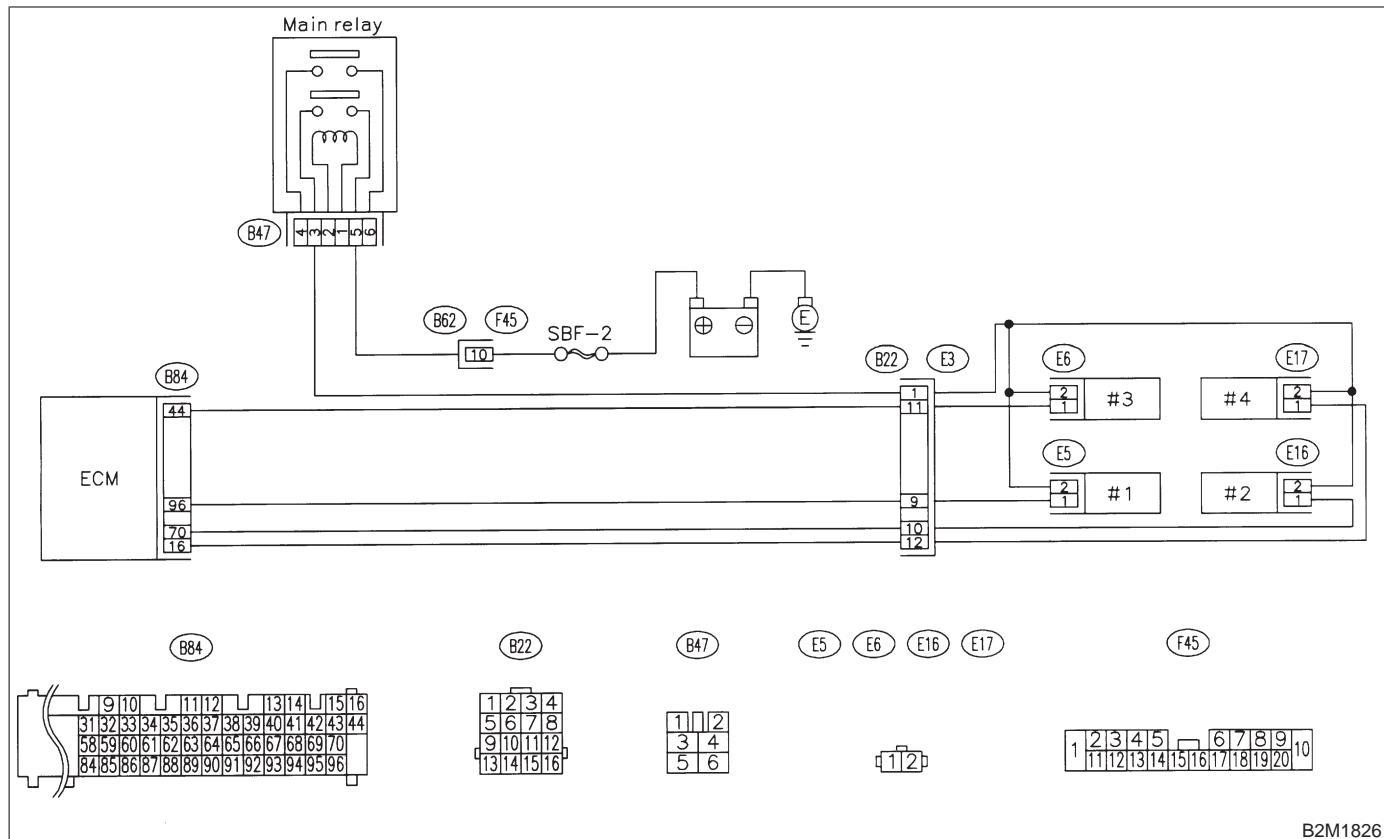 Main relay
B47
4 3 2 1 5 6
B62 F45 SBF-2
10
⊕ ⊖ E
B84
B22 E3
E6 E17
44
1
11
2
1
#3
#4
2
1
ECM
E5 E16
96
9
2
1
#1
#2
2
1
70
10
16
12
B84 B22 B47 E5 E6 E16 E17 F45
9 10 11 12 13 14 15 16
31 32 33 34 35 36 37 38 39 40 41 42 43 44
58 59 60 61 62 63 64 65 66 67 68 69 70
84 85 86 87 88 89 90 91 92 93 94 95 96
1 2 3 4
5 6 7 8
9 10 11 12
13 14 15 16
1 2
3 4
5 6
1 2
1 2 3 4 5 6 7 8 9 10
11 12 13 14 15 16 17 18 19 20
B2M1826